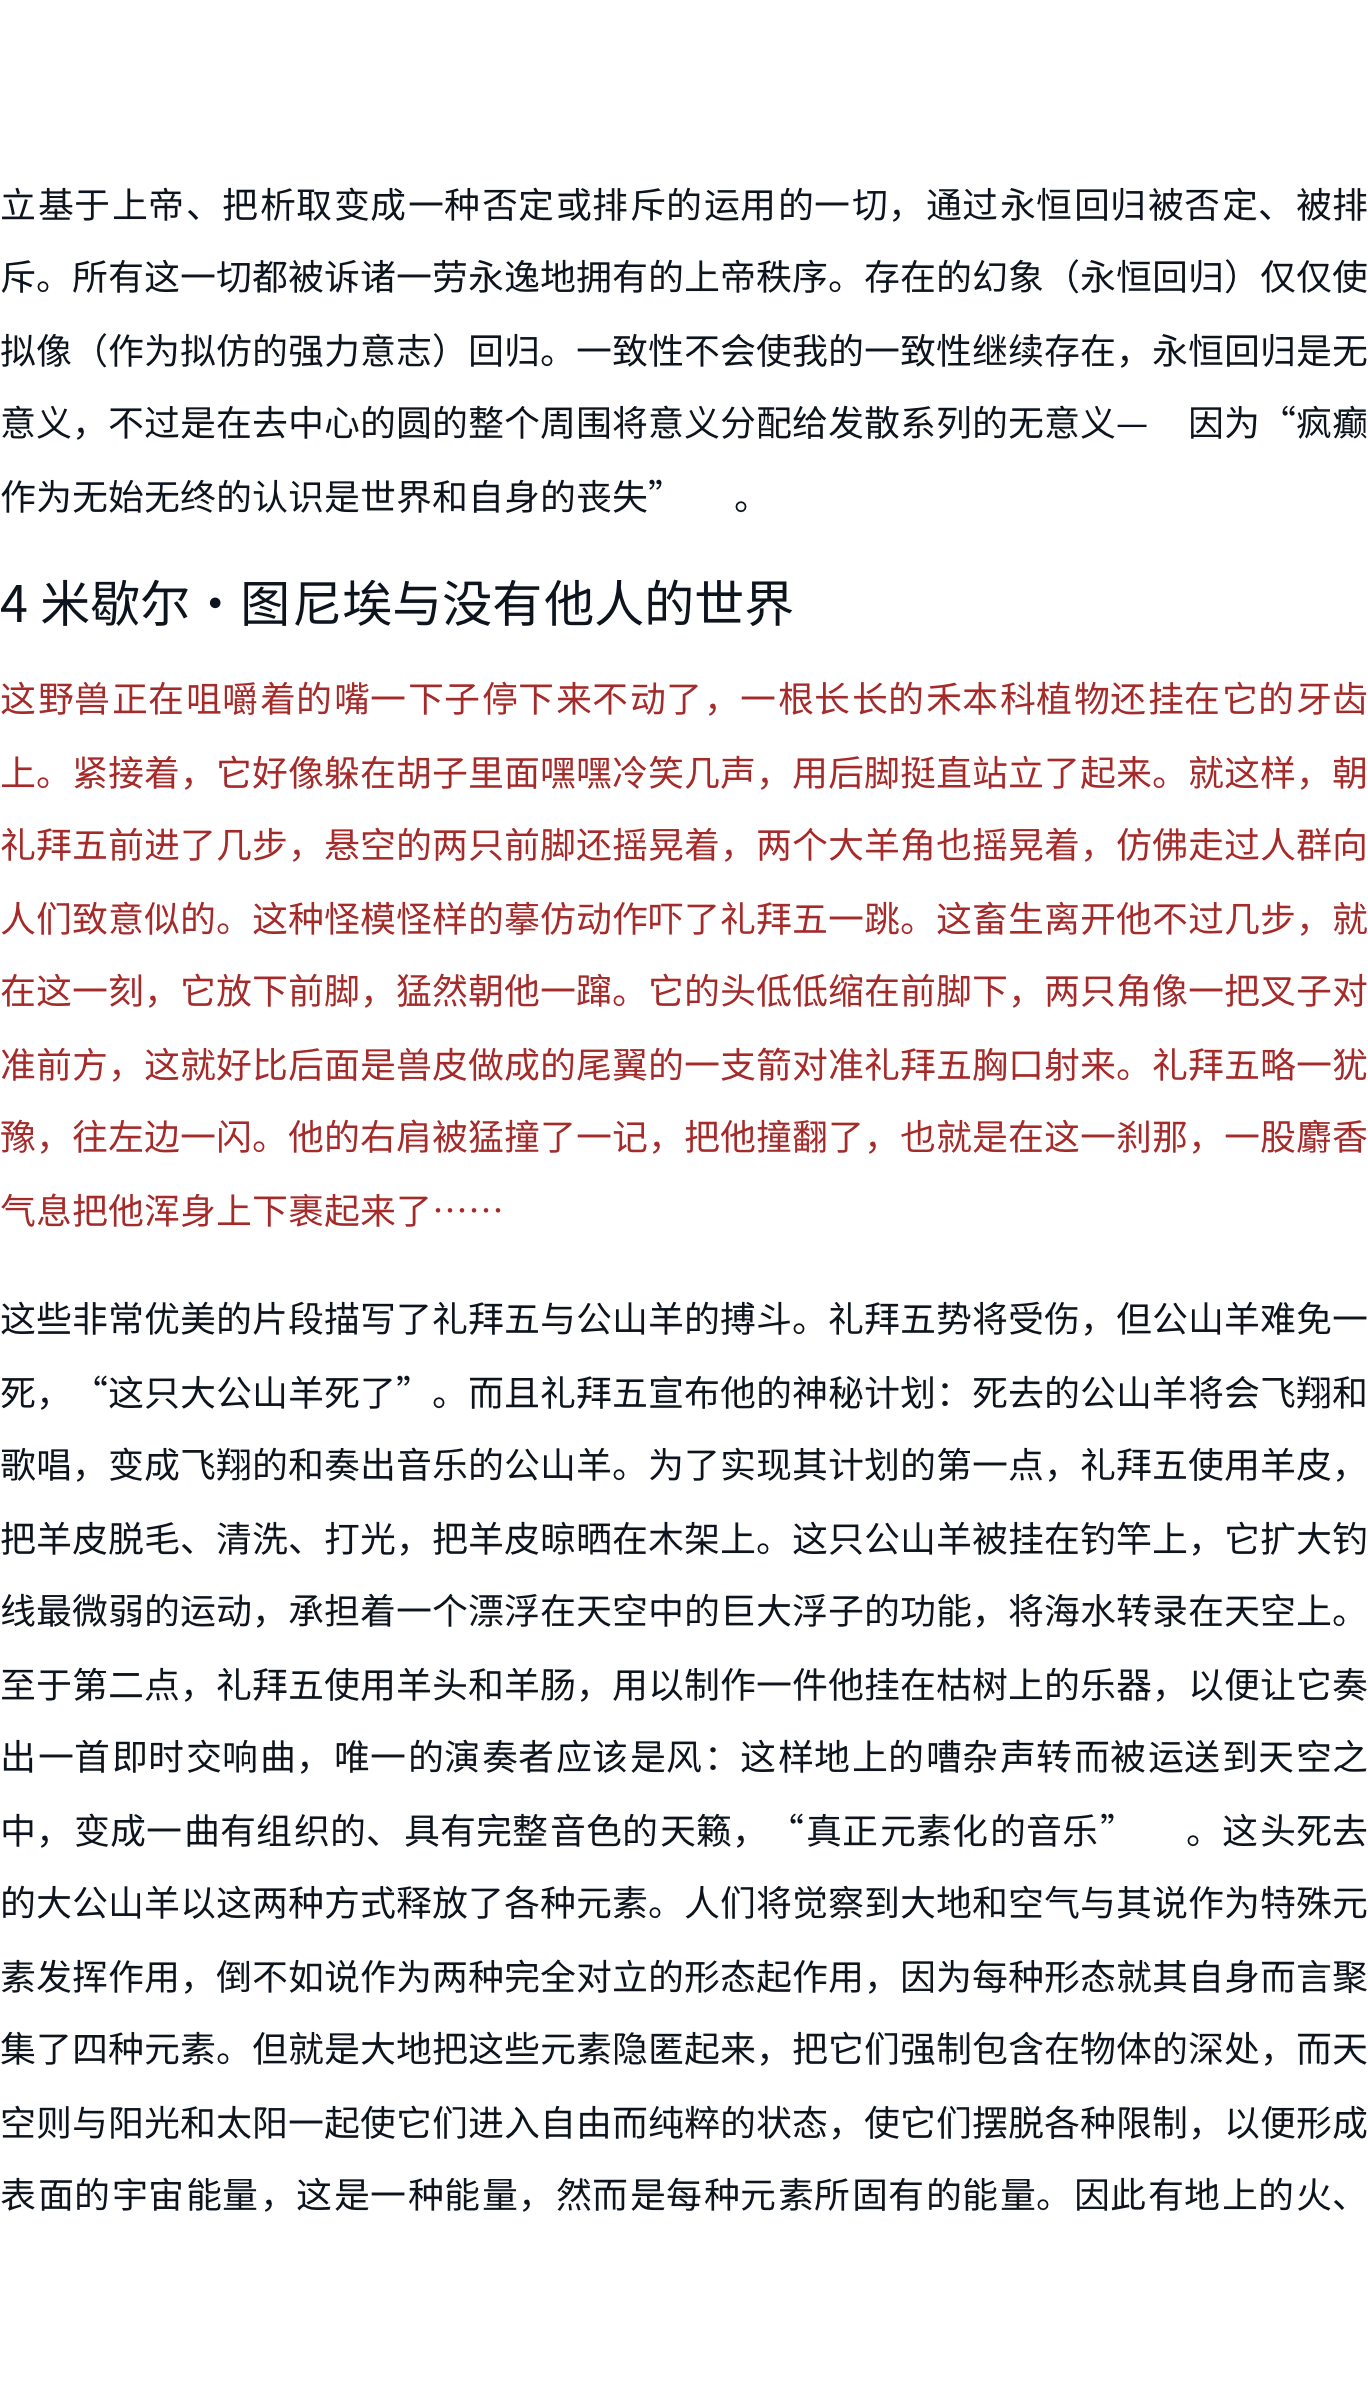 立基于上帝、把析取变成一种否定或排斥的运用的一切，通过永恒回归被否定、被排
斥。所有这一切都被诉诸一劳永逸地拥有的上帝秩序。存在的幻象（永恒回归）仅仅使
拟像（作为拟仿的强力意志）回归。一致性不会使我的一致性继续存在，永恒回归是无
意义，不过是在去中心的圆的整个周围将意义分配给发散系列的无意义— 因为“疯癫
作为无始无终的认识是世界和自身的丧失” 。
4 米歇尔·图尼埃与没有他人的世界
这野兽正在咀嚼着的嘴一下子停下来不动了，一根长长的禾本科植物还挂在它的牙齿
上。紧接着，它好像躲在胡子里面嘿嘿冷笑几声，用后脚挺直站立了起来。就这样，朝
礼拜五前进了几步，悬空的两只前脚还摇晃着，两个大羊角也摇晃着，仿佛走过人群向
人们致意似的。这种怪模怪样的摹仿动作吓了礼拜五一跳。这畜生离开他不过几步，就
在这一刻，它放下前脚，猛然朝他一蹿。它的头低低缩在前脚下，两只角像一把叉子对
准前方，这就好比后面是兽皮做成的尾翼的一支箭对准礼拜五胸口射来。礼拜五略一犹
豫，往左边一闪。他的右肩被猛撞了一记，把他撞翻了，也就是在这一刹那，一股麝香
气息把他浑身上下裹起来了……
这些非常优美的片段描写了礼拜五与公山羊的搏斗。礼拜五势将受伤，但公山羊难免一
死，“这只大公山羊死了”。而且礼拜五宣布他的神秘计划：死去的公山羊将会飞翔和
歌唱，变成飞翔的和奏出音乐的公山羊。为了实现其计划的第一点，礼拜五使用羊皮，
把羊皮脱毛、清洗、打光，把羊皮晾晒在木架上。这只公山羊被挂在钓竿上，它扩大钓
线最微弱的运动，承担着一个漂浮在天空中的巨大浮子的功能，将海水转录在天空上。
至于第二点，礼拜五使用羊头和羊肠，用以制作一件他挂在枯树上的乐器，以便让它奏
出一首即时交响曲，唯一的演奏者应该是风：这样地上的嘈杂声转而被运送到天空之
中，变成一曲有组织的、具有完整音色的天籁，“真正元素化的音乐” 。这头死去
的大公山羊以这两种方式释放了各种元素。人们将觉察到大地和空气与其说作为特殊元
素发挥作用，倒不如说作为两种完全对立的形态起作用，因为每种形态就其自身而言聚
集了四种元素。但就是大地把这些元素隐匿起来，把它们强制包含在物体的深处，而天
空则与阳光和太阳一起使它们进入自由而纯粹的状态，使它们摆脱各种限制，以便形成
表面的宇宙能量，这是一种能量，然而是每种元素所固有的能量。因此有地上的火、